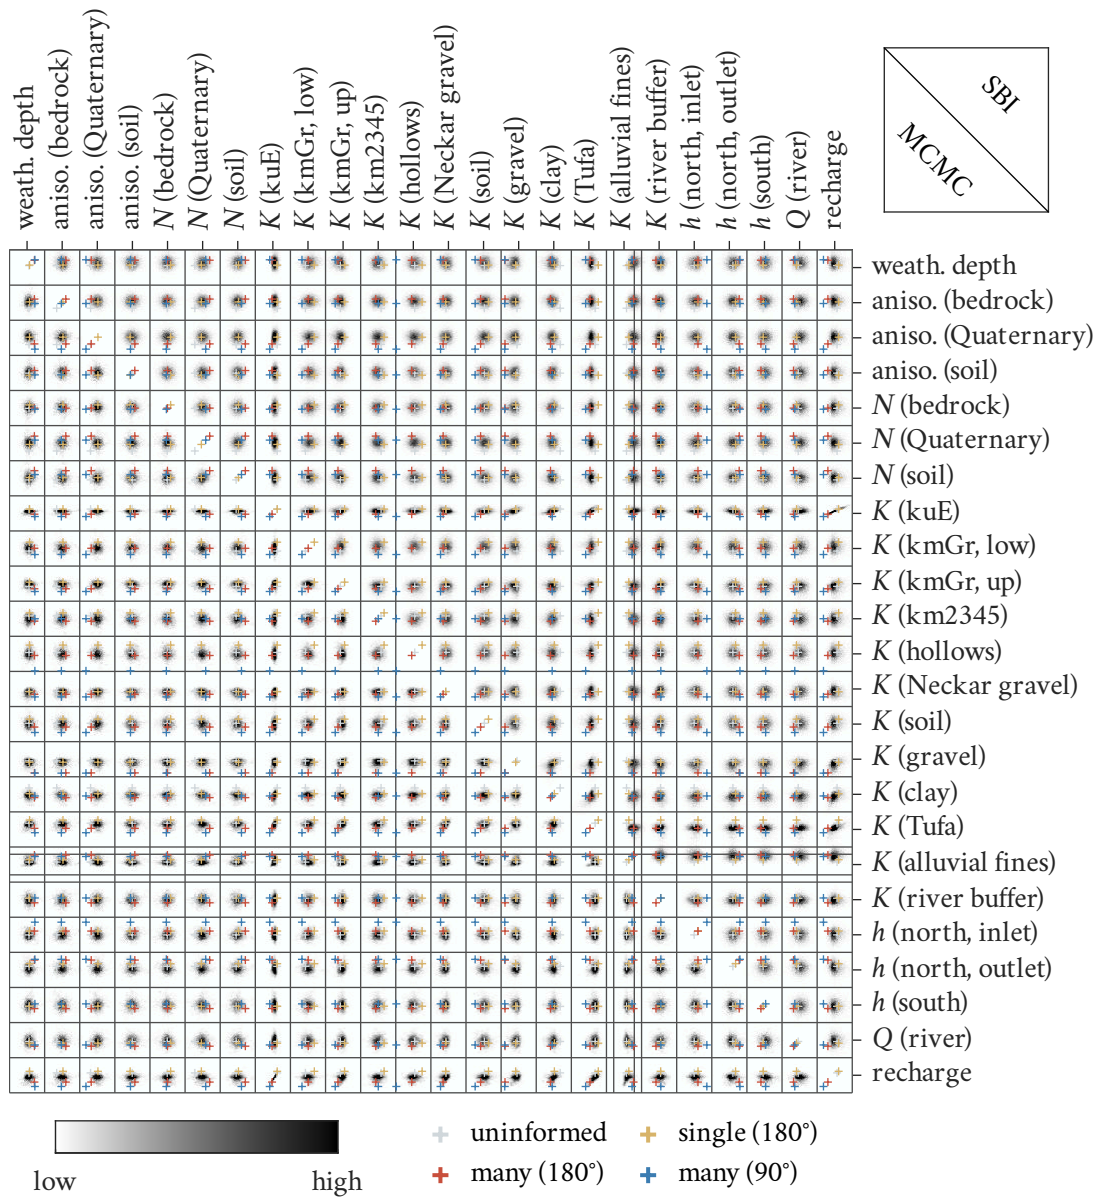 weath. depth
aniso. (bedrock)
aniso. (Quaternary)
aniso. (soil)
N (bedrock)
N (Quaternary)
N (soil)
K (kuE)
K (kmGr, low)
K (kmGr, up)
K (km2345)
K (hollows)
K (Neckar gravel)
K (soil)
K (gravel)
K (clay)
K (Tufa)
K (alluvial fines)
K (river buffer)
h (north, inlet)
h (north, outlet)
h (south)
Q (river)
recharge
SBI
MCMC
weath. depth
aniso. (bedrock)
aniso. (Quaternary)
aniso. (soil)
N (bedrock)
N (Quaternary)
N (soil)
K (kuE)
K (kmGr, low)
K (kmGr, up)
K (km2345)
K (hollows)
K (Neckar gravel)
K (soil)
K (gravel)
K (clay)
K (Tufa)
K (alluvial fines)
K (river buffer)
h (north, inlet)
h (north, outlet)
h (south)
Q (river)
recharge
low high
uninformed
single (180°)
many (180°)
many (90°)